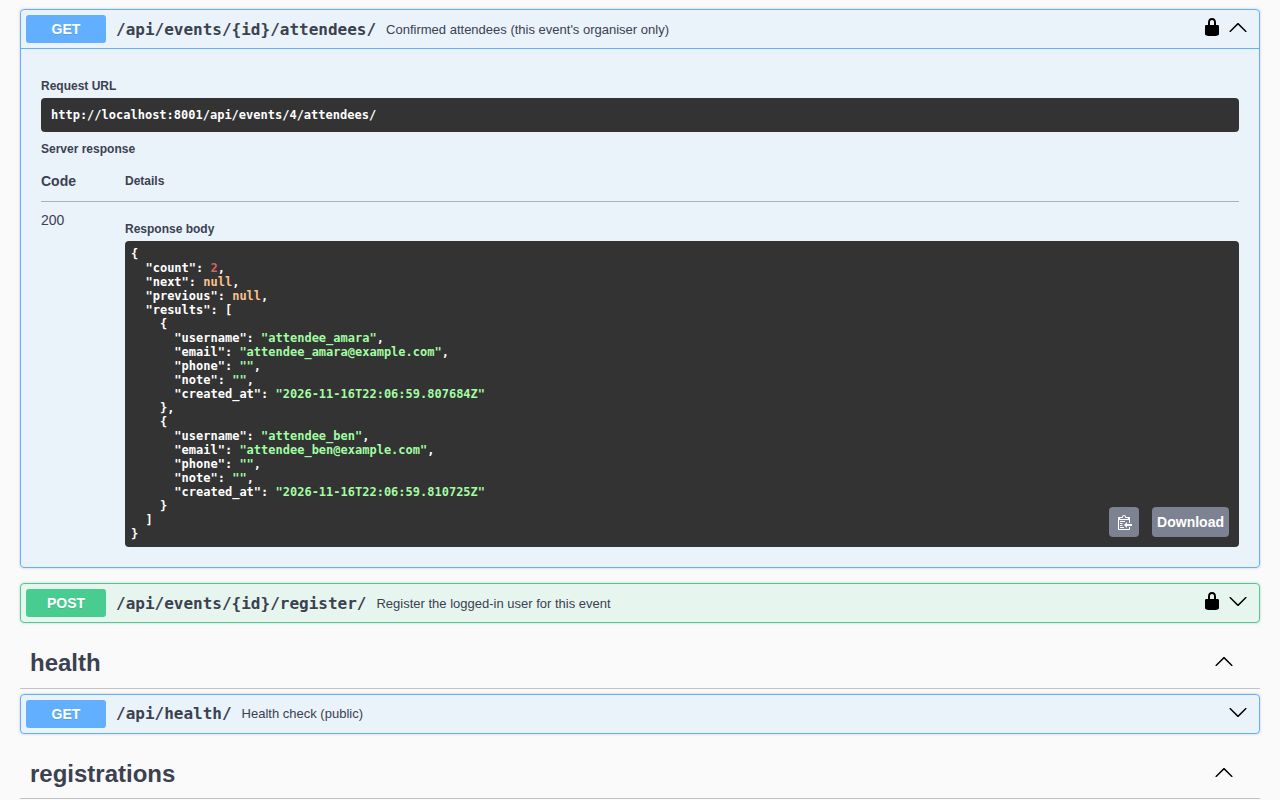 GET /api/events/{id}/attendees/ Confirmed attendees (this event's organiser only)
Request URL
http://localhost:8001/api/events/4/attendees/
Server response
Code Details
200
Response body
{
  "count": 2,
  "next": null,
  "previous": null,
  "results": [
    {
      "username": "attendee_amara",
      "email": "attendee_amara@example.com",
      "phone": "",
      "note": "",
      "created_at": "2026-11-16T22:06:59.807684Z"
    },
    {
      "username": "attendee_ben",
      "email": "attendee_ben@example.com",
      "phone": "",
      "note": "",
      "created_at": "2026-11-16T22:06:59.810725Z"
    }
  ]
}
Download
POST /api/events/{id}/register/ Register the logged-in user for this event
health
GET /api/health/ Health check (public)
registrations